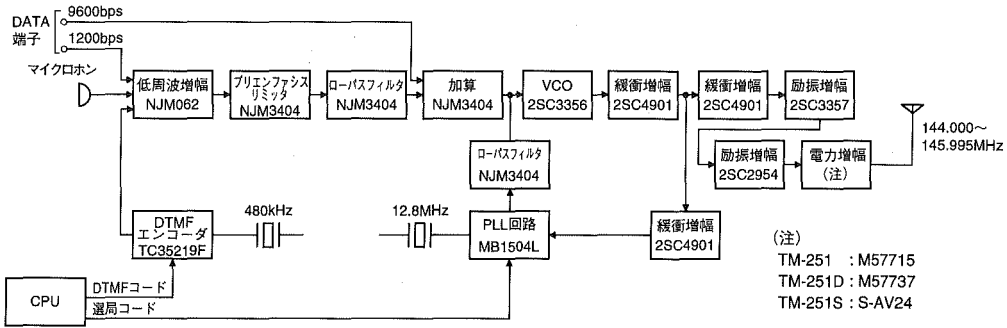 DATA
端子
9600bps
1200bps
マイクロホン
低周波増幅
NJM062
プリエンファシス
リミッタ
NJM3404
ローパスフィルタ
NJM3404
加算
NJM3404
VCO
2SC3356
緩衝増幅
2SC4901
緩衝増幅
2SC4901
励振増幅
2SC3357
144.000～
145.995MHz
励振増幅
2SC2954
電力増幅
(注)
ローパスフィルタ
NJM3404
DTMF
エンコーダ
TC35219F
480kHz
12.8MHz
PLL回路
MB1504L
緩衝増幅
2SC4901
CPU
DTMFコード
選局コード
(注)
TM-251 : M57715
TM-251D : M57737
TM-251S : S-AV24